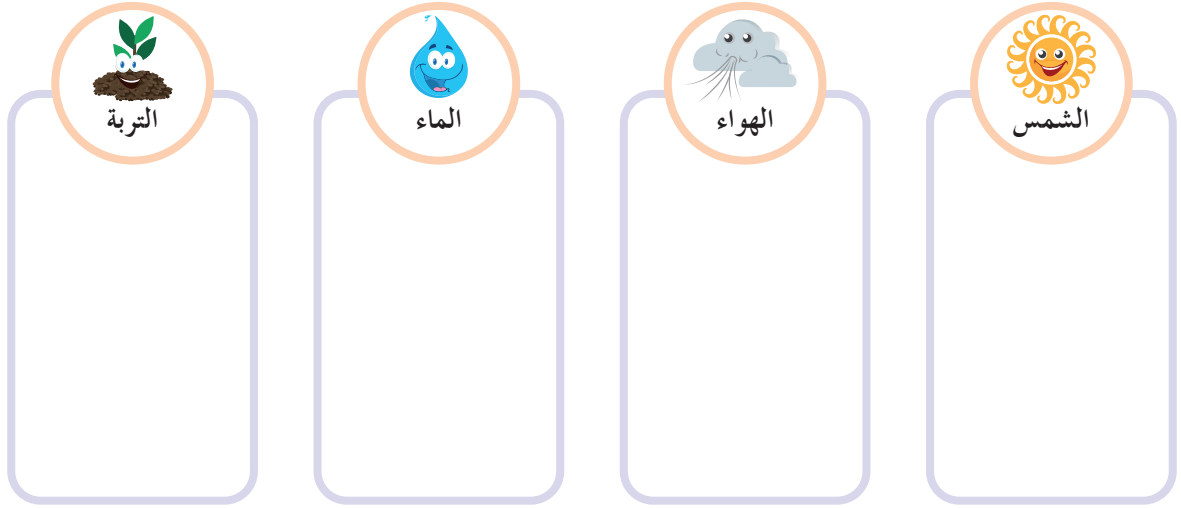 الشمس
الهواء
الماء
التربة